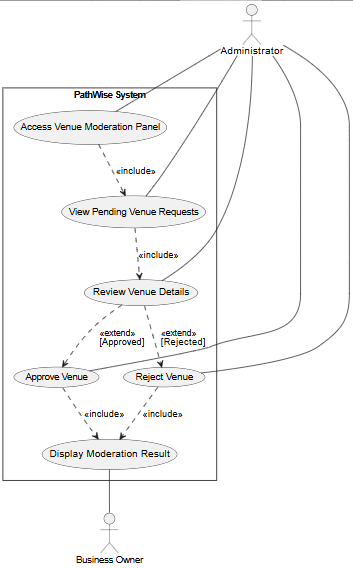 Administrator
PathWise System
Access Venue Moderation Panel
«include»
View Pending Venue Requests
«include»
Review Venue Details
«extend»
[Approved]
«extend»
[Rejected]
Approve Venue
Reject Venue
«include»
«include»
Display Moderation Result
Business Owner